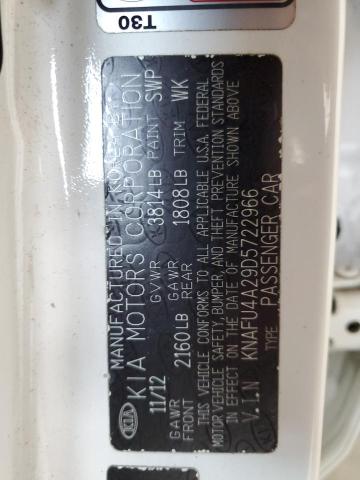 T30
MANUFACTURED IN KOREA BY
KIA KIA MOTORS CORPORATION
11/12 GVWR 3814LB PAINT SWP
GAWR FRONT 2160LB GAWR REAR 1808LB TRIM WK
THIS VEHICLE CONFORMS TO ALL APPLICABLE U.S.A. FEDERAL
MOTOR VEHICLE SAFETY, BUMPER, AND THEFT PREVENTION STANDARDS
IN EFFECT ON THE DATE OF MANUFACTURE SHOWN ABOVE
V.I.N KNAFU4A29D5722966
TYPE PASSENGER CAR